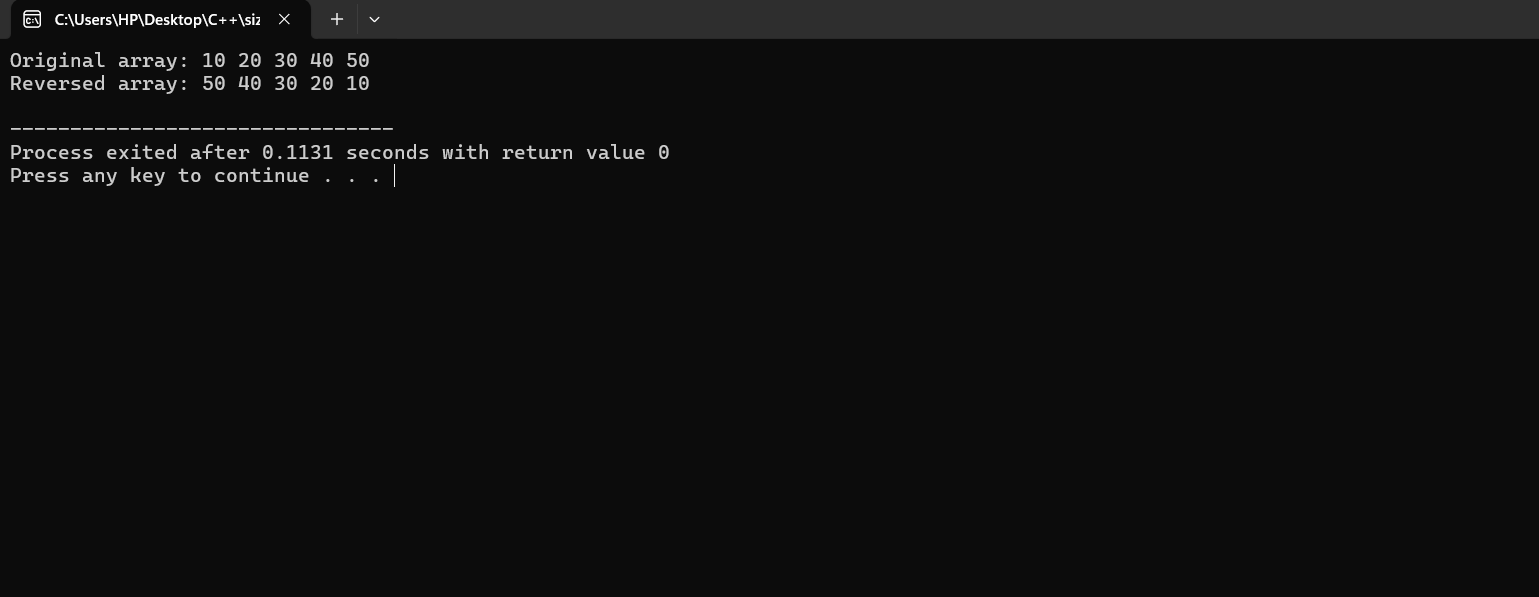 C:\Users\HP\Desktop\C++\siz
Original array: 10 20 30 40 50
Reversed array: 50 40 30 20 10
--------------------------------
Process exited after 0.1131 seconds with return value 0
Press any key to continue . . .